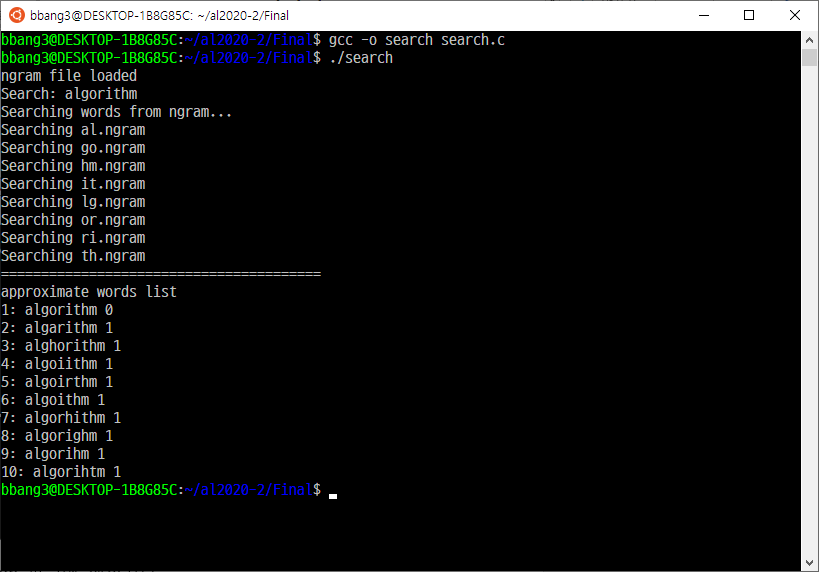 bbang3@DESKTOP-1B8G85C: ~/al2020-2/Final
bbang3@DESKTOP-1B8G85C:~/al2020-2/Final$ gcc -o search search.c
bbang3@DESKTOP-1B8G85C:~/al2020-2/Final$ ./search
ngram file loaded
Search: algorithm
Searching words from ngram...
Searching al.ngram
Searching go.ngram
Searching hm.ngram
Searching it.ngram
Searching lg.ngram
Searching or.ngram
Searching ri.ngram
Searching th.ngram
========================================
approximate words list
1: algorithm 0
2: algarithm 1
3: alghorithm 1
4: algoiithm 1
5: algoirthm 1
6: algoithm 1
7: algorhithm 1
8: algorighm 1
9: algorihm 1
10: algorihtm 1
bbang3@DESKTOP-1B8G85C:~/al2020-2/Final$